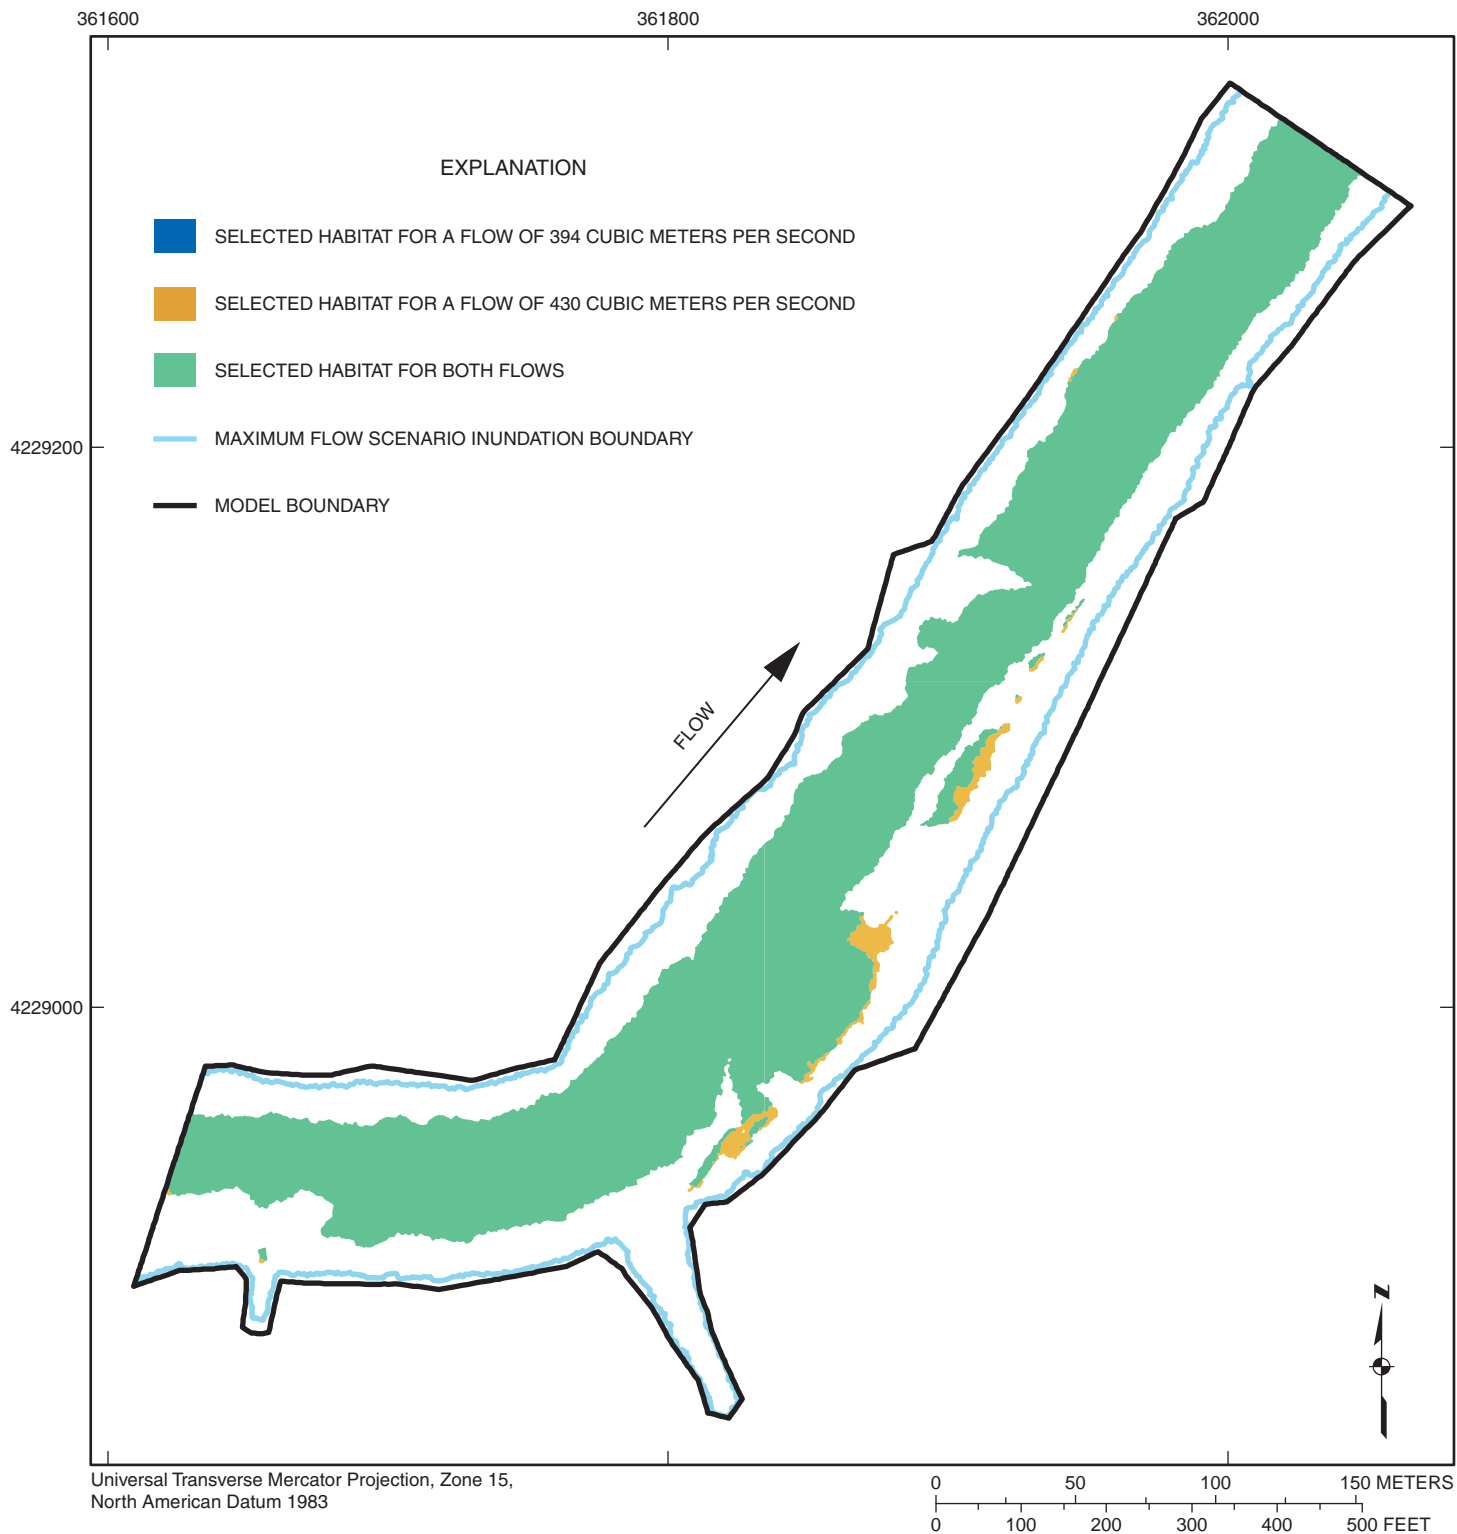 361600 361800 362000
EXPLANATION
SELECTED HABITAT FOR A FLOW OF 394 CUBIC METERS PER SECOND
SELECTED HABITAT FOR A FLOW OF 430 CUBIC METERS PER SECOND
SELECTED HABITAT FOR BOTH FLOWS
MAXIMUM FLOW SCENARIO INUNDATION BOUNDARY
4229200
MODEL BOUNDARY
FLOW
4229000
N
Universal Transverse Mercator Projection, Zone 15,
North American Datum 1983
0 50 100 150 METERS
0 100 200 300 400 500 FEET